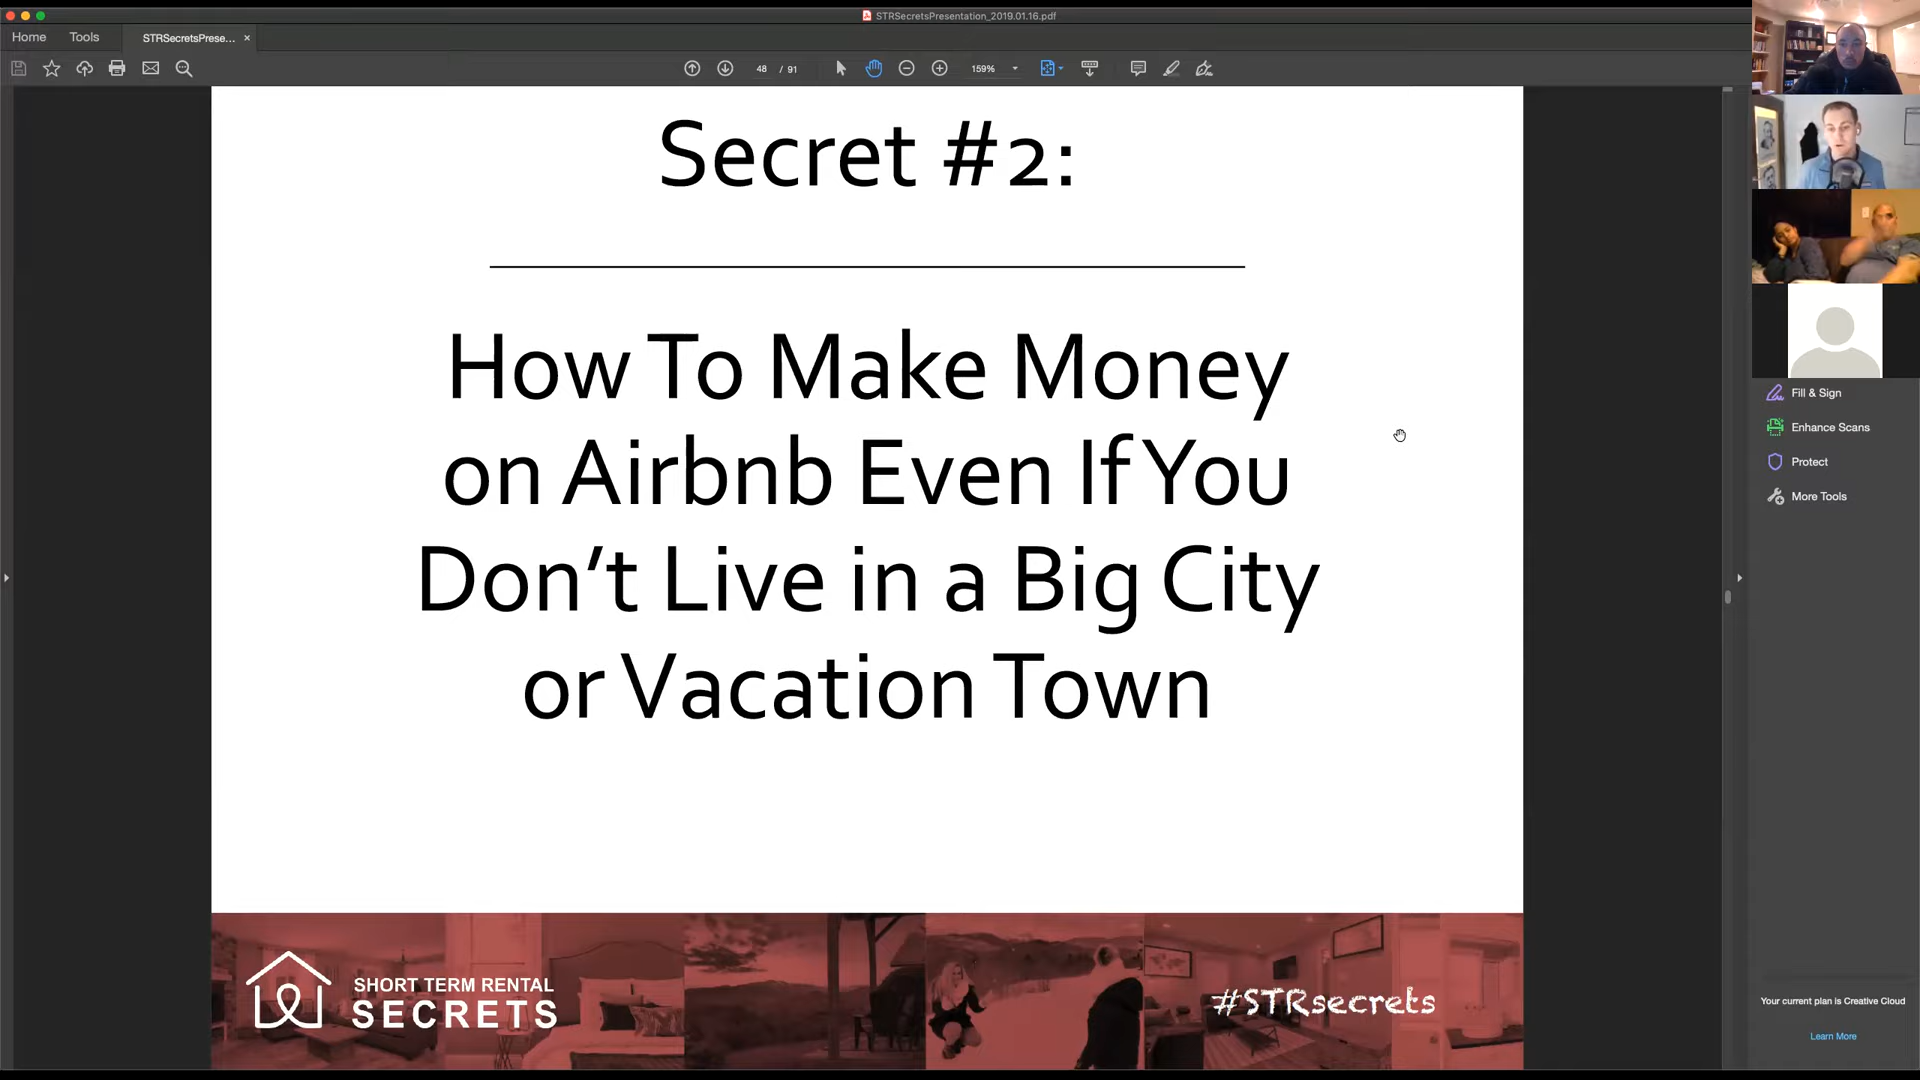 STRSecretsPresentation_2019.01.16.pdf
Home
Tools
STRSecretsPrese...
48 / 91
159%
Secret #2:
How To Make Money
on Airbnb Even If You
Don't Live in a Big City
or Vacation Town
SHORT TERM RENTAL
SECRETS
#STRsecrets
Fill & Sign
Enhance Scans
Protect
More Tools
Your current plan is Creative Cloud
Learn More